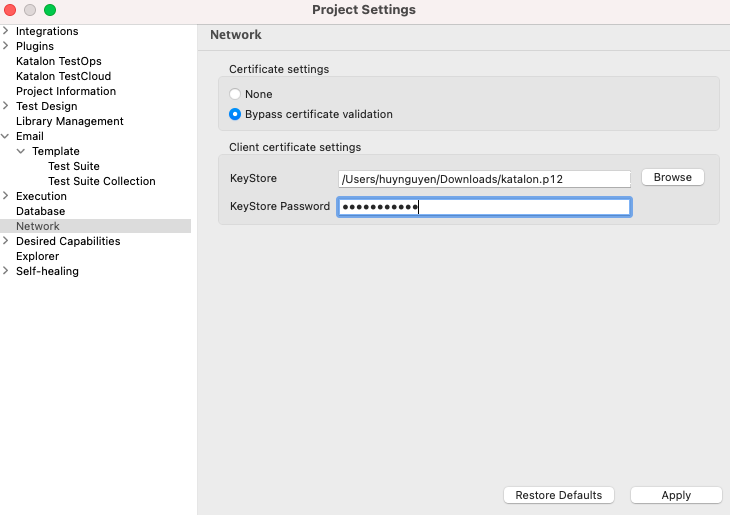 Project Settings
Integrations
Plugins
Katalon TestOps
Katalon TestCloud
Project Information
Test Design
Library Management
Email
Template
Test Suite
Test Suite Collection
Execution
Database
Network
Desired Capabilities
Explorer
Self-healing
Network
Certificate settings
None
Bypass certificate validation
Client certificate settings
KeyStore /Users/huynguyen/Downloads/katalon.p12 Browse
KeyStore Password •••••••••••
Restore Defaults Apply